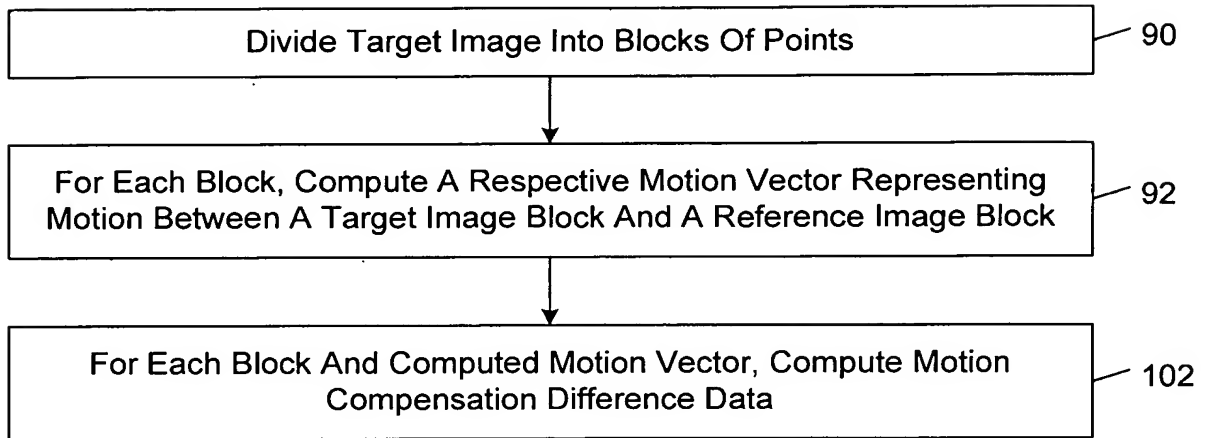 Divide Target Image Into Blocks Of Points
90
For Each Block, Compute A Respective Motion Vector Representing
Motion Between A Target Image Block And A Reference Image Block
92
For Each Block And Computed Motion Vector, Compute Motion
Compensation Difference Data
102